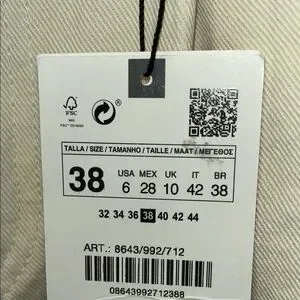 FSC
MIX
®
TALLA / SIZE / TAMANHO / TAILLE / MAAT / ΜΕΓΕΘΟΣ
38 USA MEX UK IT BR
6 28 10 42 38
32 34 36 38 40 42 44
ART.: 8643/992/712
08643992712388